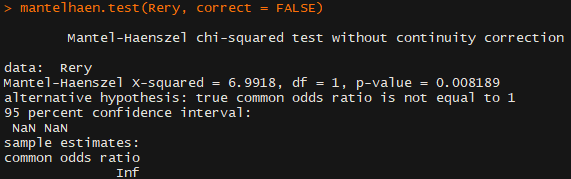 > mantelhaen.test(Rery, correct = FALSE)
Mantel-Haenszel chi-squared test without continuity correction
data:  Rery
Mantel-Haenszel X-squared = 6.9918, df = 1, p-value = 0.008189
alternative hypothesis: true common odds ratio is not equal to 1
95 percent confidence interval:
NaN NaN
sample estimates:
common odds ratio
Inf